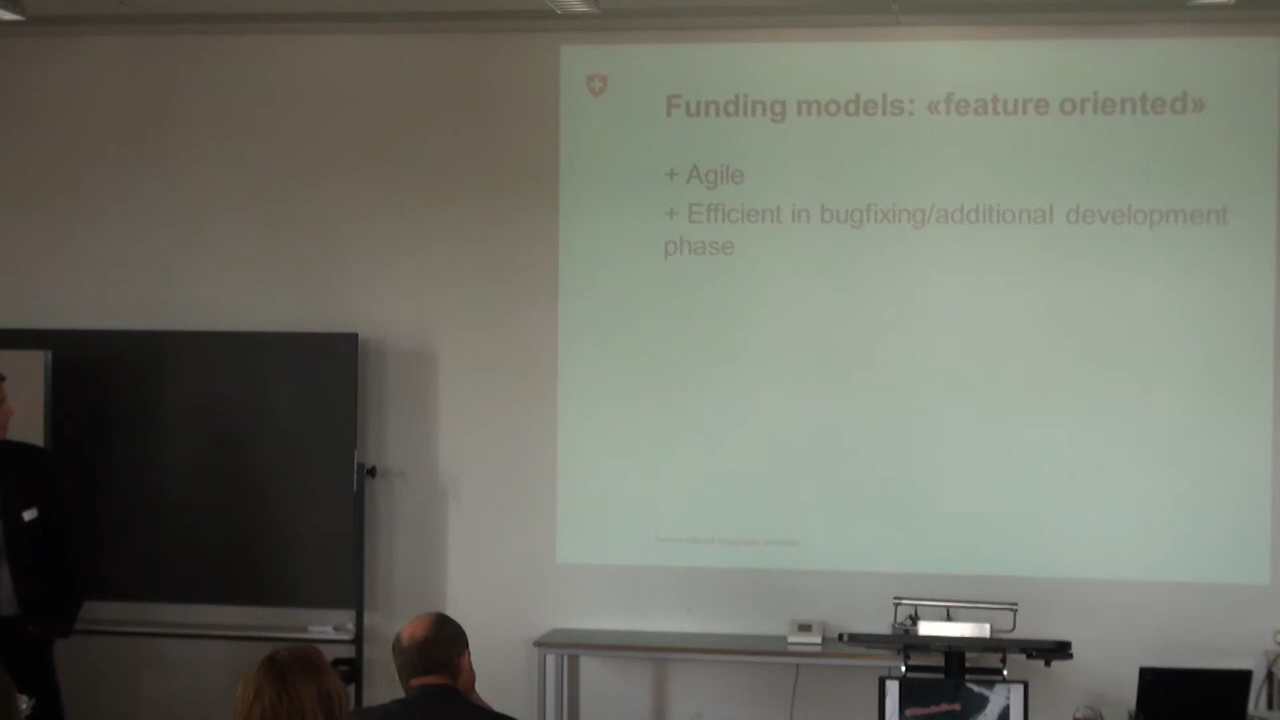 Funding models: «feature oriented»
+ Agile
+ Efficient in bugfixing/additional development
phase